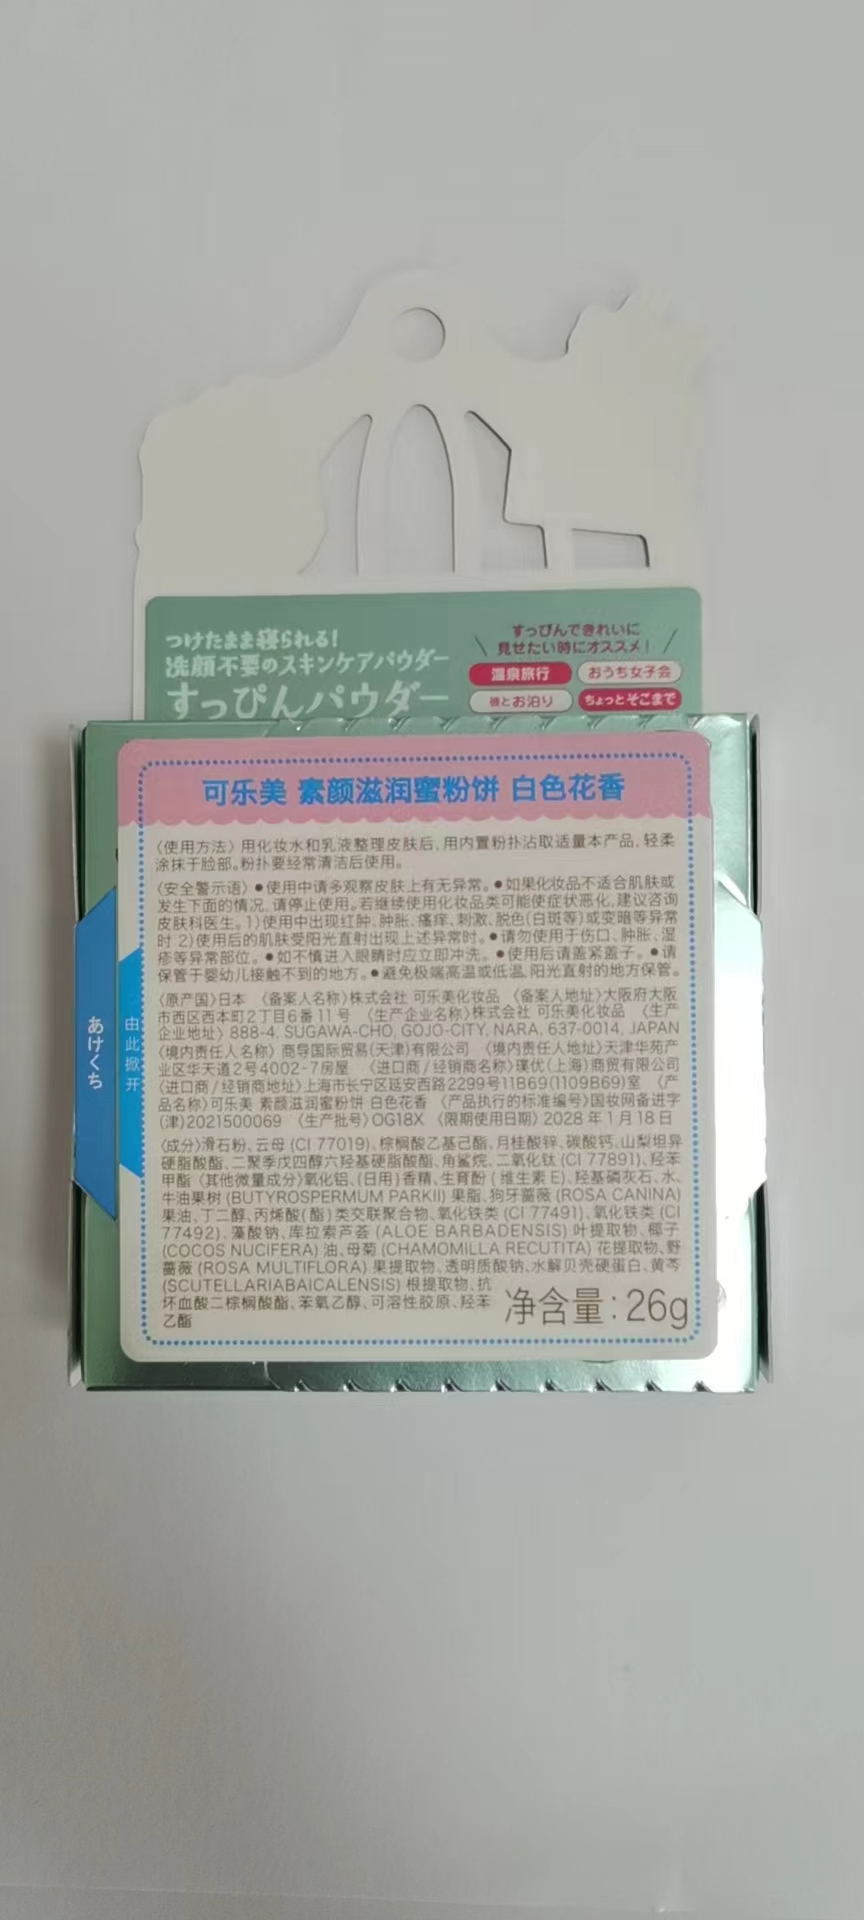 つけたまま寝られる!
洗顔不要のスキンケアパウダー
すっぴんパウダー
すっぴんできれいに
見せたい時にオススメ!
温泉旅行
おうち女子会
彼とお泊り
ちょっとそこまで
可乐美 素颜滋润蜜粉饼 白色花香
〈使用方法〉用化妆水和乳液整理皮肤后,用内置粉扑沾取适量本产品,轻柔
涂抹于脸部。粉扑要经常清洁后使用。
〈安全警示语〉●使用中请多观察皮肤上有无异常。●如果化妆品不适合肌肤或
发生下面的情况,请停止使用。若继续使用化妆品类可能使症状恶化,建议咨询
皮肤科医生。1)使用中出现红肿、肿胀、瘙痒、刺激、脱色(白斑等)或变暗等异常
时 2)使用后的肌肤受阳光直射出现上述异常时。●请勿使用于伤口、肿胀、湿
疹等异常部位。●如不慎进入眼睛时应立即冲洗。●使用后请盖紧盖子。●请
保管于婴幼儿接触不到的地方。●避免极端高温或低温,阳光直射的地方保管。
〈原产国〉日本 〈备案人名称〉株式会社 可乐美化妆品 〈备案人地址〉大阪府大阪
市西区西本町2丁目6番11号 〈生产企业名称〉株式会社 可乐美化妆品 〈生产
企业地址〉888-4, SUGAWA-CHO, GOJO-CITY, NARA, 637-0014, JAPAN
〈境内责任人名称〉商导国际贸易(天津)有限公司 〈境内责任人地址〉天津华苑产
业区华天道2号4002-7房屋 〈进口商/经销商名称〉璞优(上海)商贸有限公司
〈进口商/经销商地址〉上海市长宁区延安西路2299号11B69(1109B69)室 〈产
品名称〉可乐美 素颜滋润蜜粉饼 白色花香 〈产品执行的标准编号〉国妆网备进字
(津)2021500069 〈生产批号〉OG18X 〈限期使用日期〉2028年1月18日
〈成分〉滑石粉、云母(CI 77019)、棕榈酸乙基己酯、月桂酸锌、碳酸钙、山梨坦异
硬脂酸酯、二聚季戊四醇六羟基硬脂酸酯、角鲨烷、二氧化钛(CI 77891)、羟苯
甲酯〈其他微量成分〉氧化铝、(日用)香精、生育酚(维生素E)、羟基磷灰石、水、
牛油果树(BUTYROSPERMUM PARKII)果脂、狗牙蔷薇(ROSA CANINA)
果油、丁二醇、丙烯酸(酯)类交联聚合物、氧化铁类(CI 77491)、氧化铁类(CI
77492)、藻酸钠、库拉索芦荟(ALOE BARBADENSIS)叶提取物、椰子
(COCOS NUCIFERA)油、母菊(CHAMOMILLA RECUTITA)花提取物、野
蔷薇(ROSA MULTIFLORA)果提取物、透明质酸钠、水解贝壳硬蛋白、黄芩
(SCUTELLARIABAICALENSIS)根提取物、抗
坏血酸二棕榈酸酯、苯氧乙醇、可溶性胶原、羟苯
乙酯
净含量:26g
あけくち
由此掀开